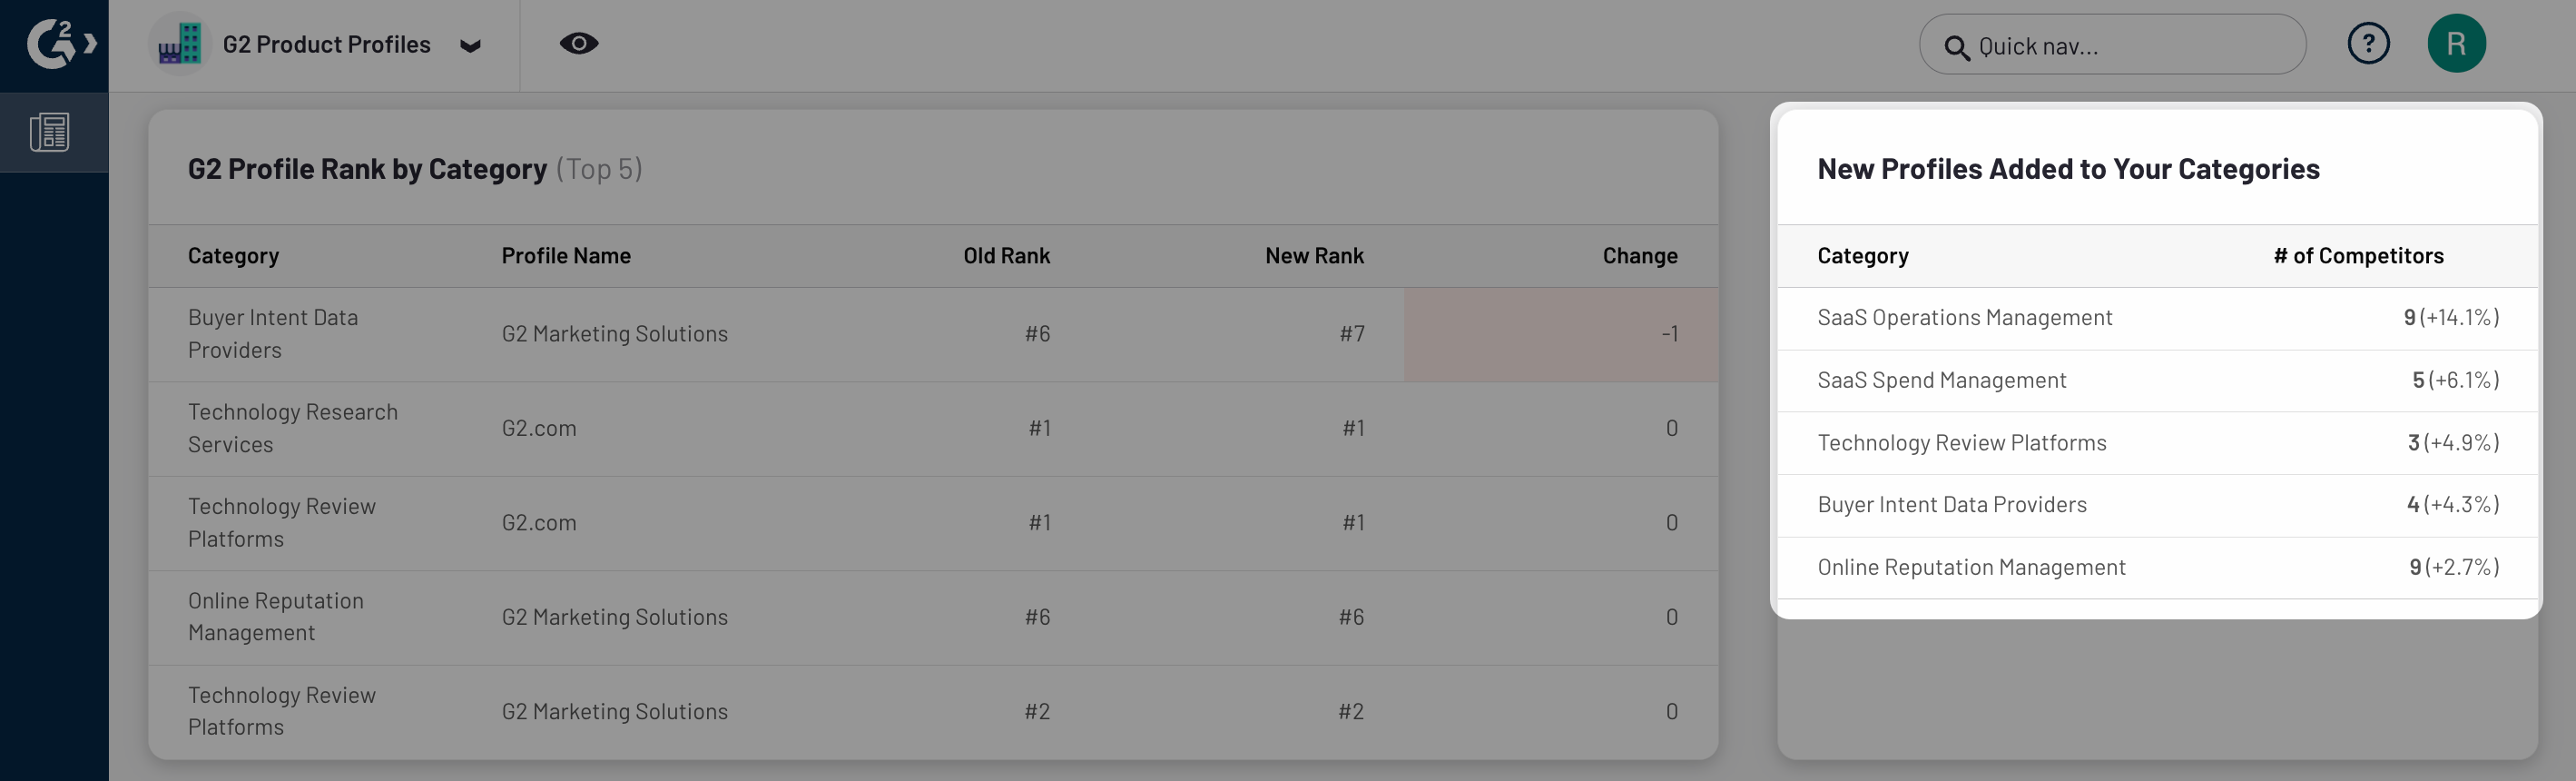 G2
G2 Product Profiles
Quick nav...
?
R
G2 Profile Rank by Category (Top 5)
Category Profile Name Old Rank New Rank Change
Buyer Intent Data
Providers
G2 Marketing Solutions #6 #7 -1
Technology Research
Services
G2.com #1 #1 0
Technology Review
Platforms
G2.com #1 #1 0
Online Reputation
Management
G2 Marketing Solutions #6 #6 0
Technology Review
Platforms
G2 Marketing Solutions #2 #2 0
New Profiles Added to Your Categories
Category # of Competitors
SaaS Operations Management 9 (+14.1%)
SaaS Spend Management 5 (+6.1%)
Technology Review Platforms 3 (+4.9%)
Buyer Intent Data Providers 4 (+4.3%)
Online Reputation Management 9 (+2.7%)